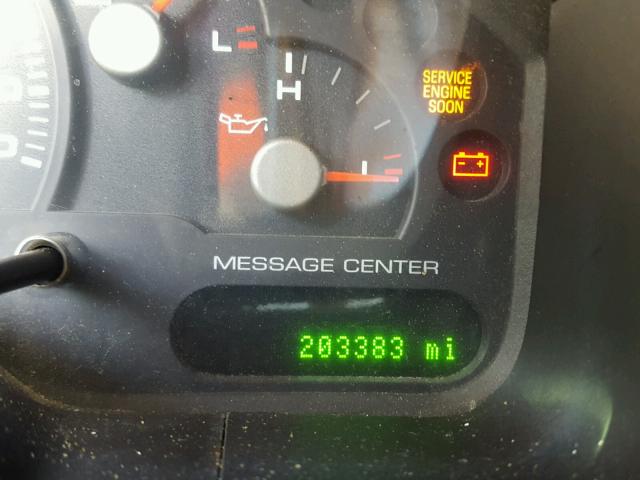 L
H
L
SERVICE
ENGINE
SOON
- +
MESSAGE CENTER
203383 mi